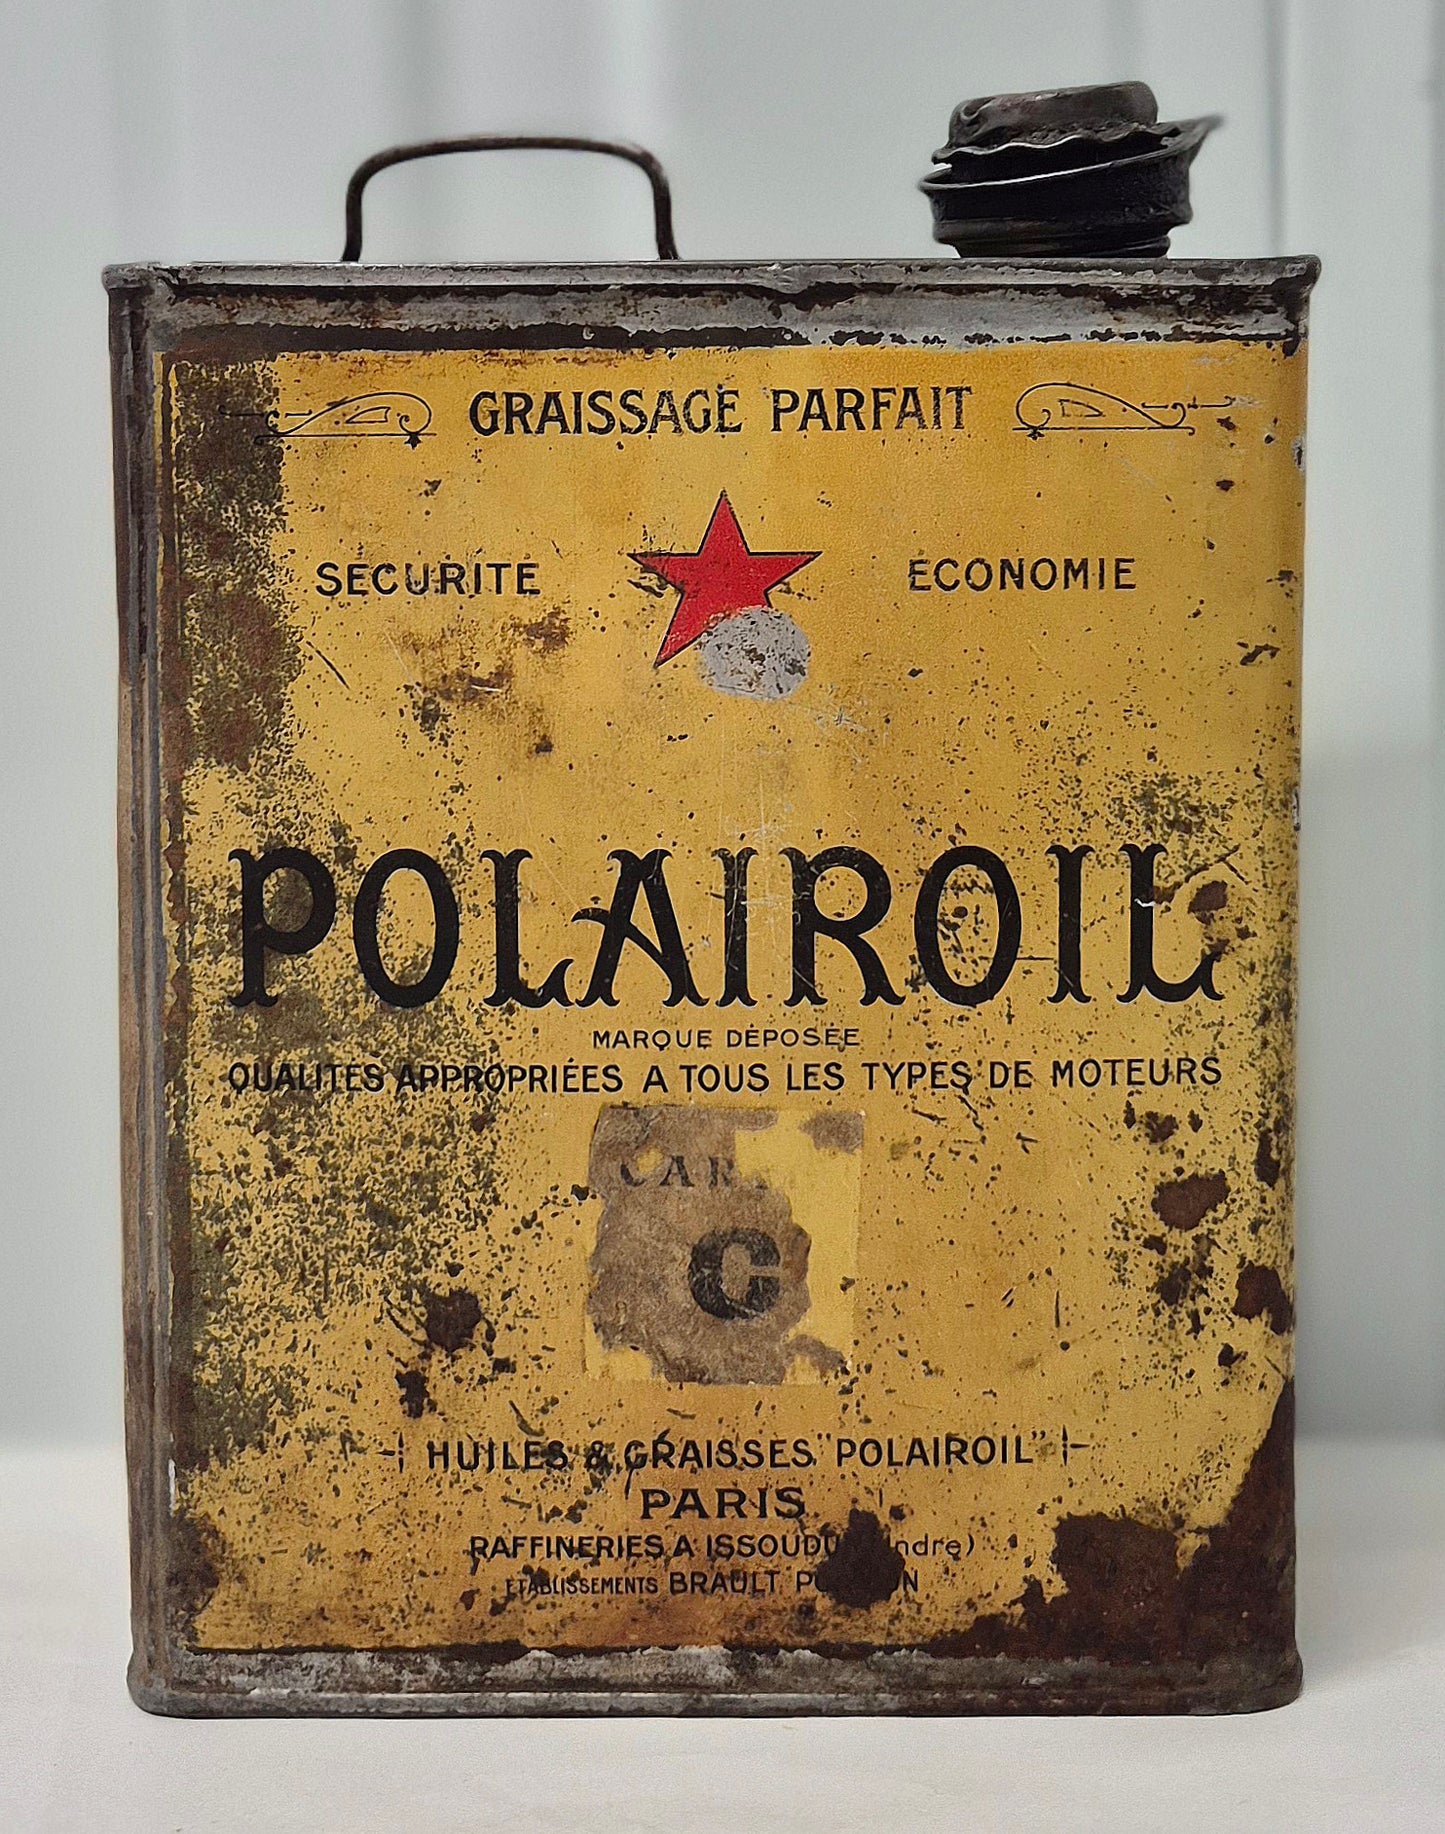 GRAISSAGE PARFAIT
SECURITE ECONOMIE
POLAIROIL
MARQUE DÉPOSÉE
QUALITES APPROPRIÉES A TOUS LES TYPES DE MOTEURS
C
HUILES & GRAISSES "POLAIROIL"
PARIS
RAFFINERIES A
ETABLISSEMENTS BRAULT